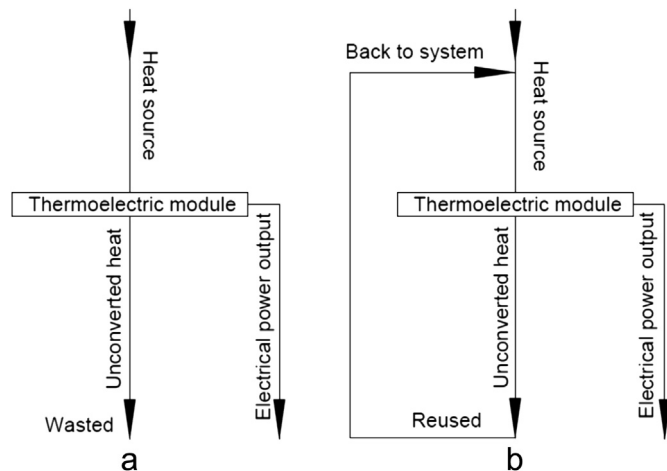 Heat source
Thermoelectric module
Unconverted heat
Electrical power output
Wasted
a
Back to system
Heat source
Thermoelectric module
Unconverted heat
Electrical power output
Reused
b